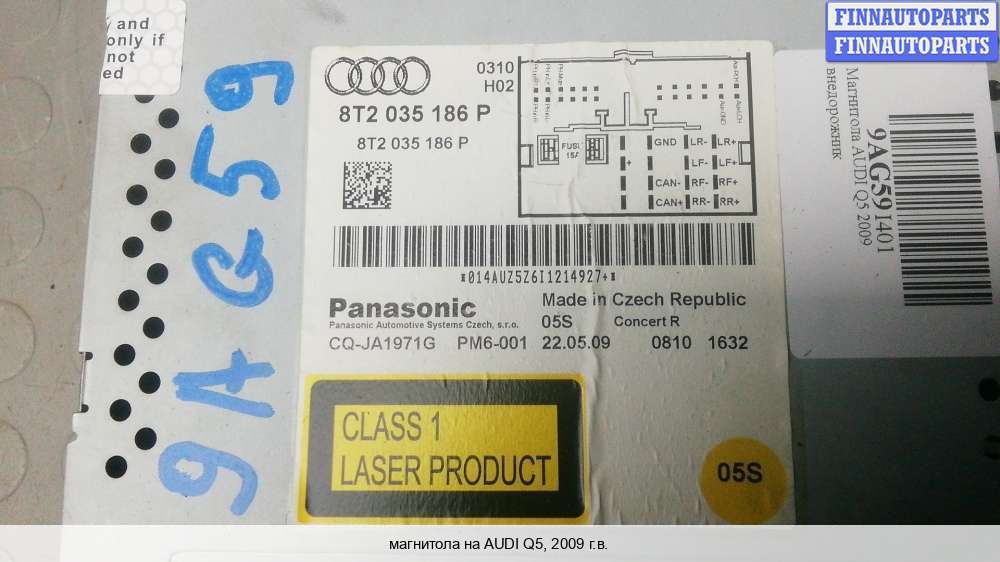 y and
only if
not
ed
FINNAUTOPARTS
FINNAUTOPARTS
9AG59
0310
H02
8T2 035 186 P
8T2 035 186 P
FUSE
15A
+
GND LR- LR+
LF- LF+
CAN- RF- RF+
CAN+ RR- RR+
*014AUZ5Z6I1214927+*
Panasonic
Panasonic Automotive Systems Czech, s.r.o.
CQ-JA1971G PM6-001
Made in Czech Republic
05S Concert R
22.05.09 0810 1632
CLASS 1
LASER PRODUCT
05S
9AG59I401
Магнитола AUDI Q5 2009
внедорожник
магнитола на AUDI Q5, 2009 г.в.